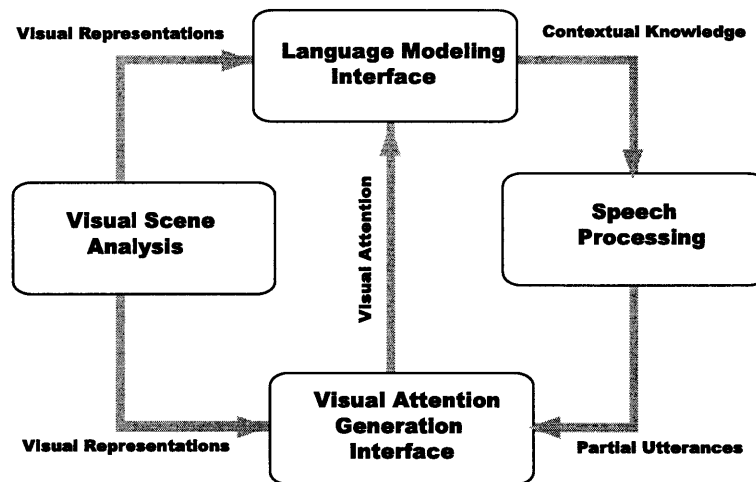 Visual Representations
Language Modeling
Interface
Contextual Knowledge
Visual Scene
Analysis
Visual Attention
Speech
Processing
Visual Attention
Generation
Interface
Visual Representations
Partial Utterances